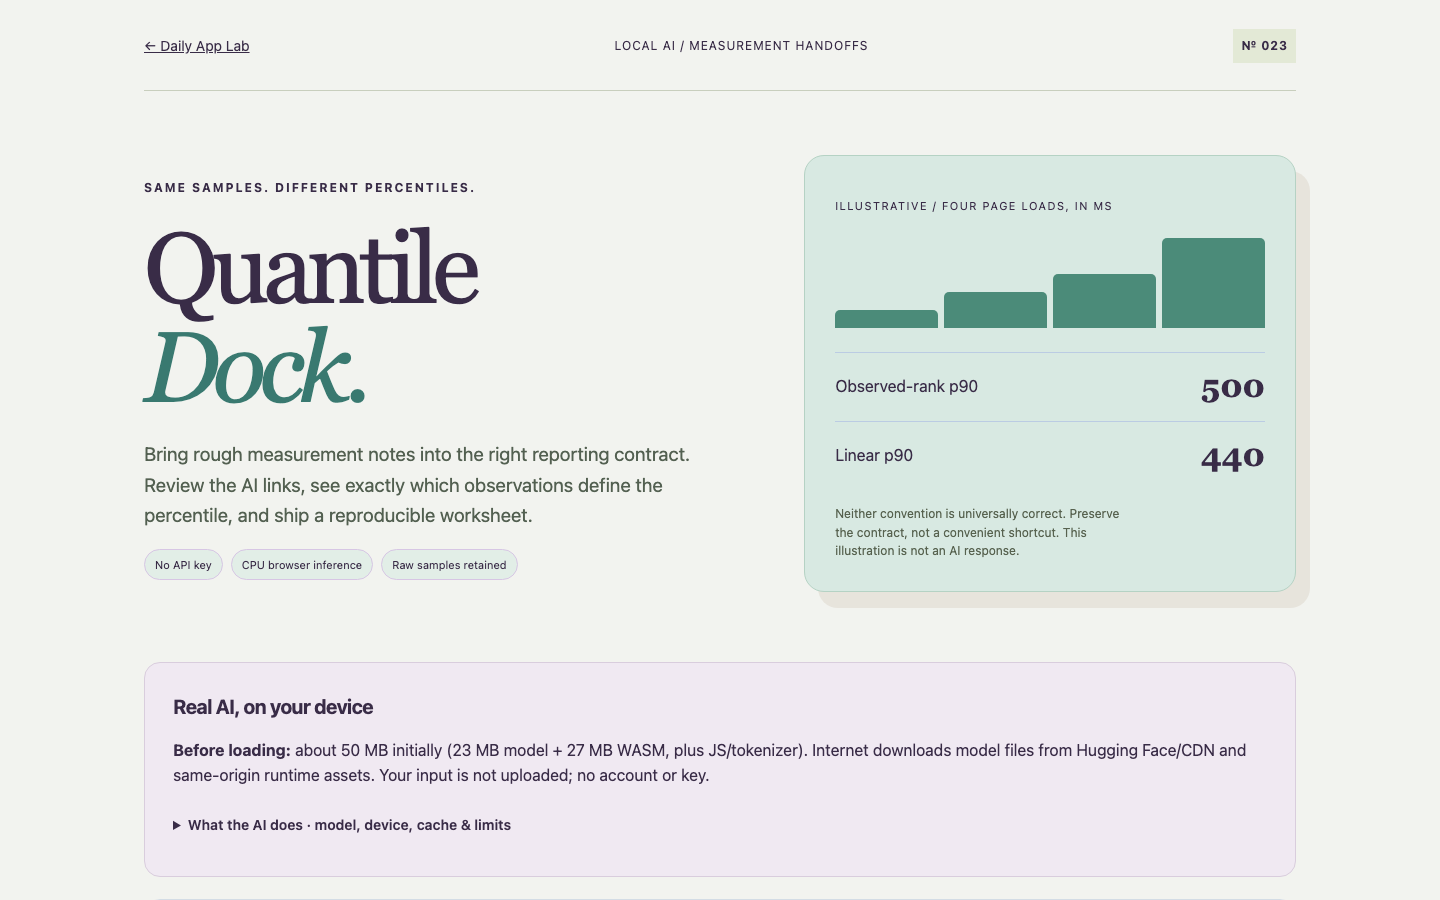 ← Daily App Lab
LOCAL AI / MEASUREMENT HANDOFFS
Nº 023
SAME SAMPLES. DIFFERENT PERCENTILES.
Quantile
Dock.
Bring rough measurement notes into the right reporting contract.
Review the AI links, see exactly which observations define the
percentile, and ship a reproducible worksheet.
No API key
CPU browser inference
Raw samples retained
ILLUSTRATIVE / FOUR PAGE LOADS, IN MS
Observed-rank p90
500
Linear p90
440
Neither convention is universally correct. Preserve
the contract, not a convenient shortcut. This
illustration is not an AI response.
Real AI, on your device
Before loading: about 50 MB initially (23 MB model + 27 MB WASM, plus JS/tokenizer). Internet downloads model files from Hugging Face/CDN and
same-origin runtime assets. Your input is not uploaded; no account or key.
▶ What the AI does · model, device, cache & limits